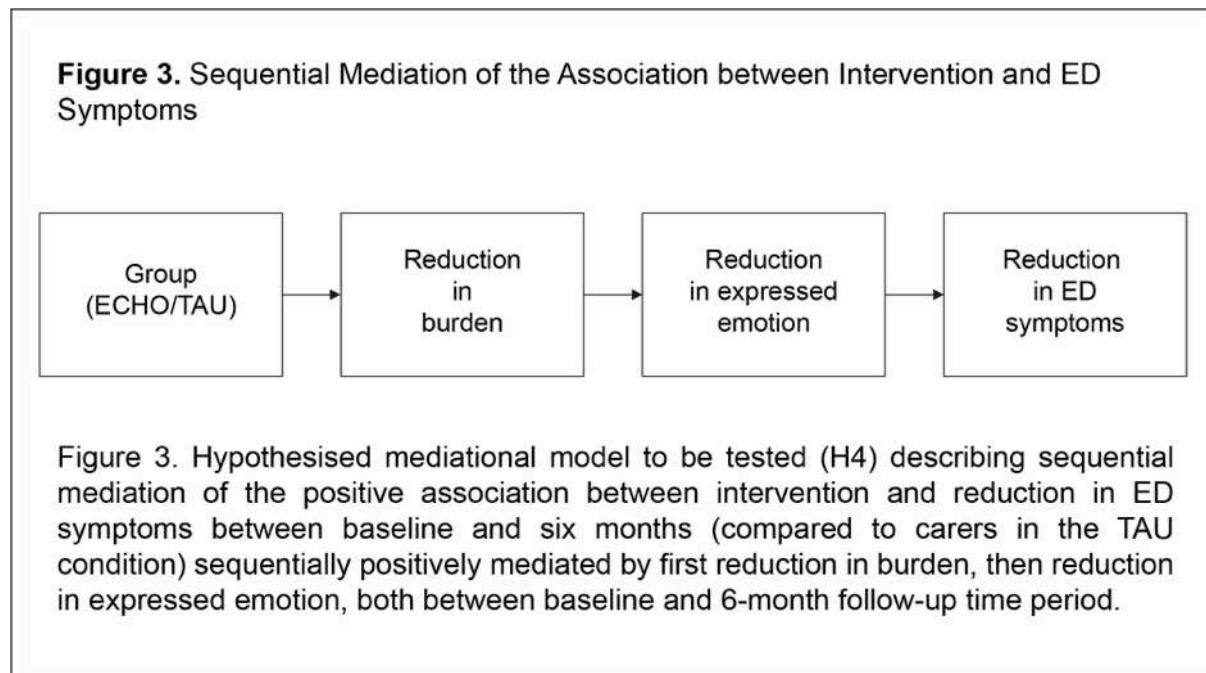 Figure 3. Sequential Mediation of the Association between Intervention and ED
Symptoms
Group
(ECHO/TAU)
Reduction
in
burden
Reduction
in expressed
emotion
Reduction
in ED
symptoms
Figure 3. Hypothesised mediational model to be tested (H4) describing sequential
mediation of the positive association between intervention and reduction in ED
symptoms between baseline and six months (compared to carers in the TAU
condition) sequentially positively mediated by first reduction in burden, then reduction
in expressed emotion, both between baseline and 6-month follow-up time period.